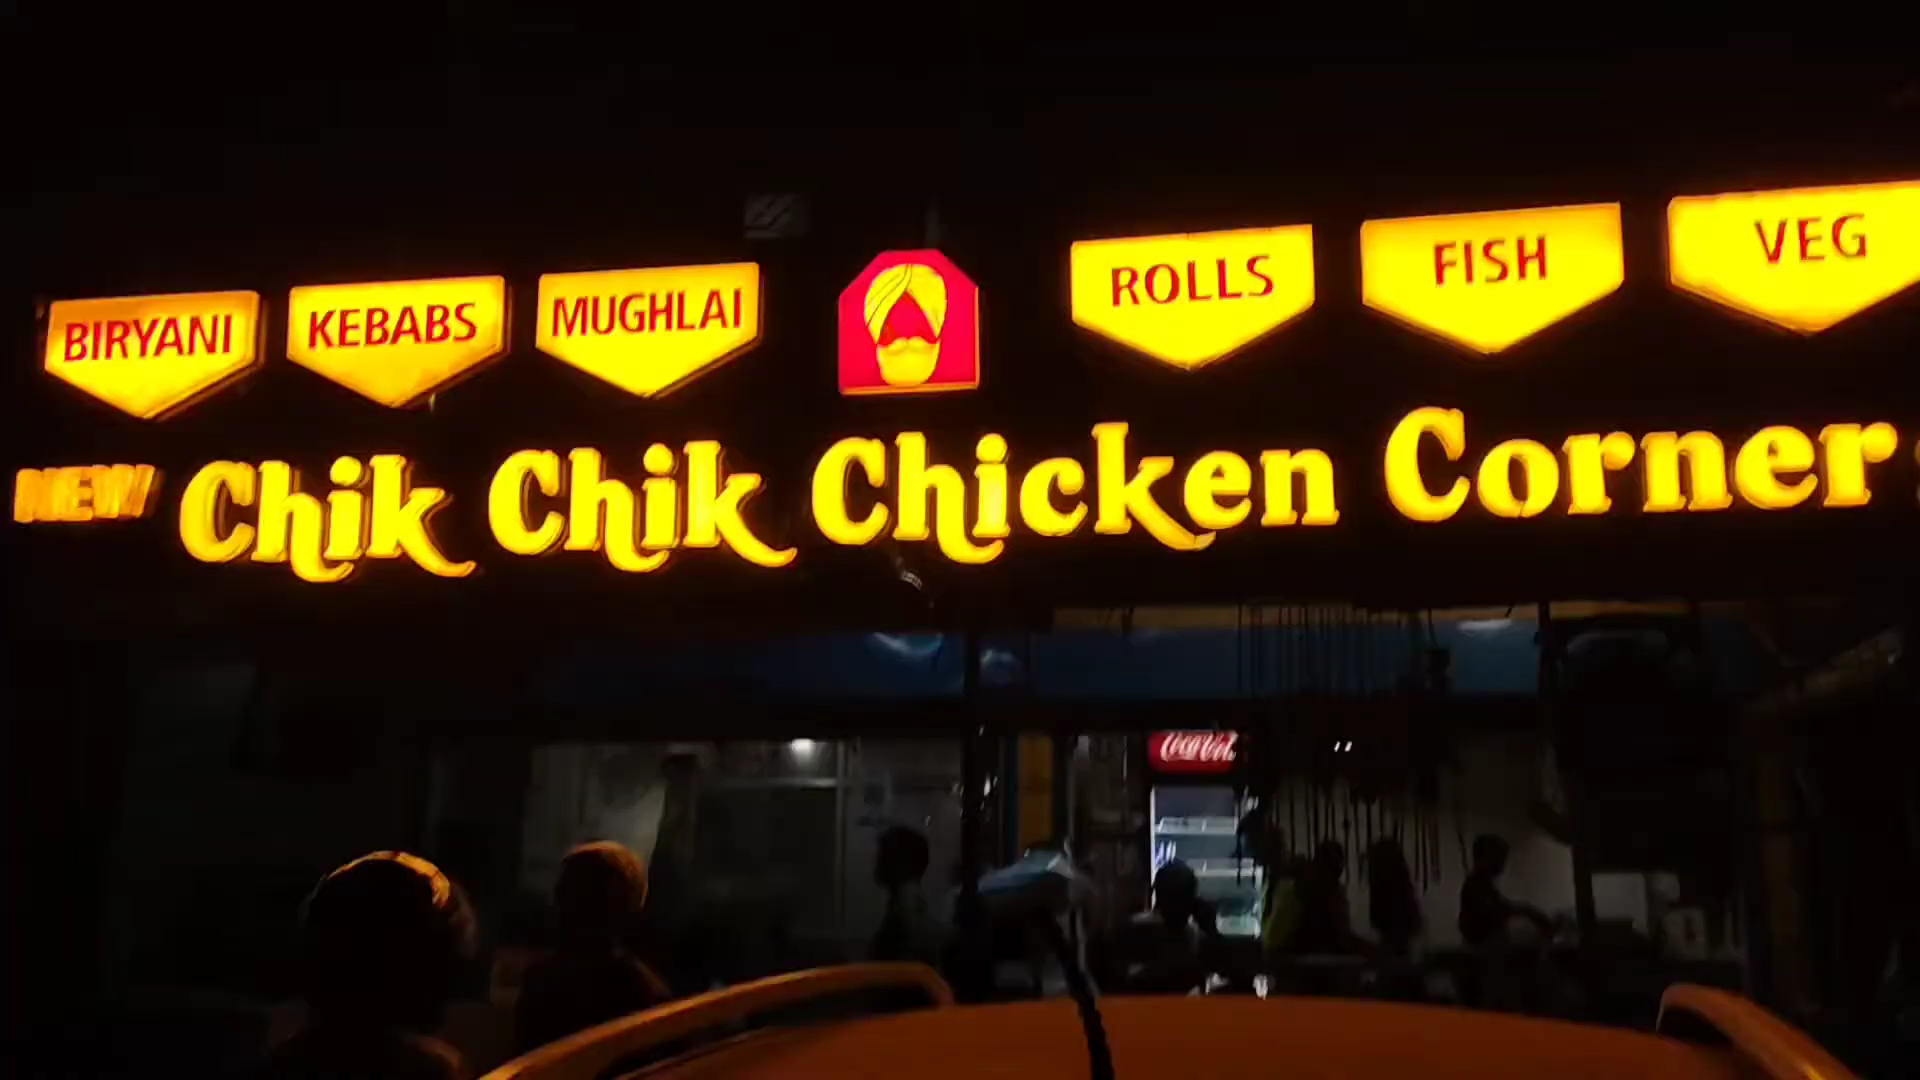 BIRYANI KEBABS MUGHLAI ROLLS FISH VEG
NEW Chik Chik Chicken Corner
Coca-Cola